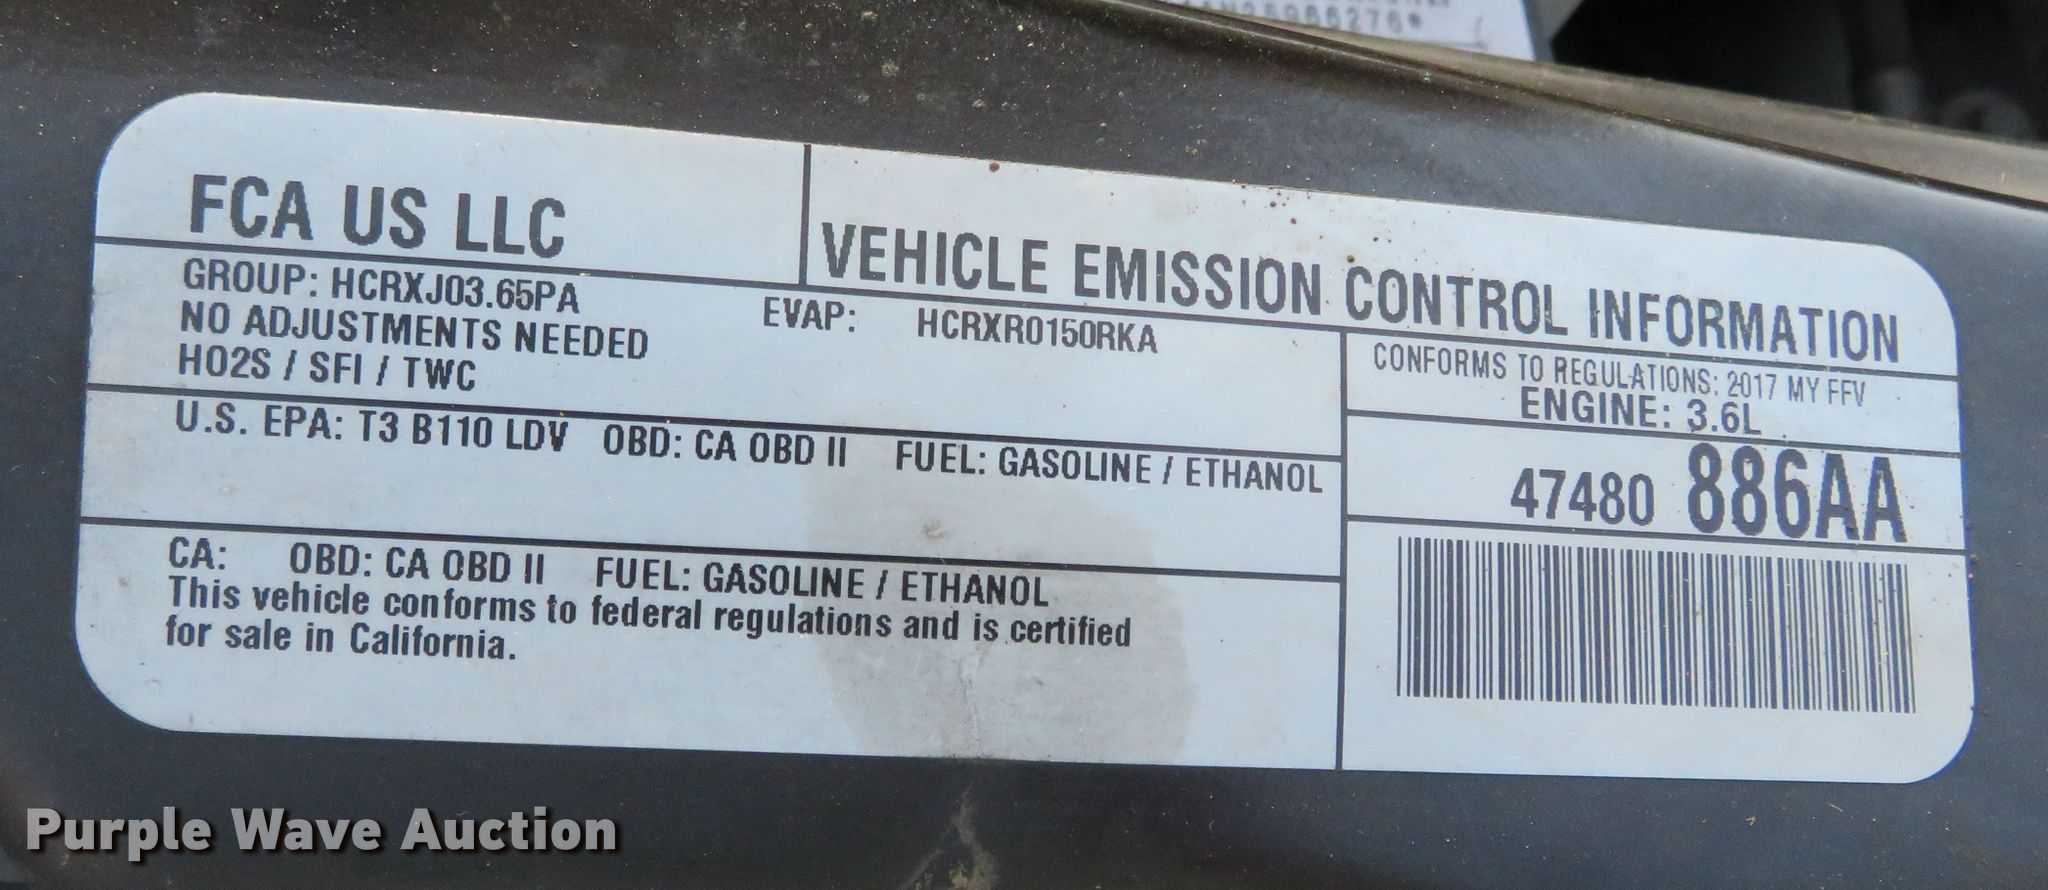 FCA US LLC
VEHICLE EMISSION CONTROL INFORMATION
GROUP: HCRXJ03.65PA
EVAP: HCRXR0150RKA
NO ADJUSTMENTS NEEDED
HO2S / SFI / TWC
CONFORMS TO REGULATIONS: 2017 MY FFV
ENGINE: 3.6L
U.S. EPA: T3 B110 LDV OBD: CA OBD II FUEL: GASOLINE / ETHANOL
47480 886AA
CA: OBD: CA OBD II FUEL: GASOLINE / ETHANOL
This vehicle conforms to federal regulations and is certified
for sale in California.
Purple Wave Auction